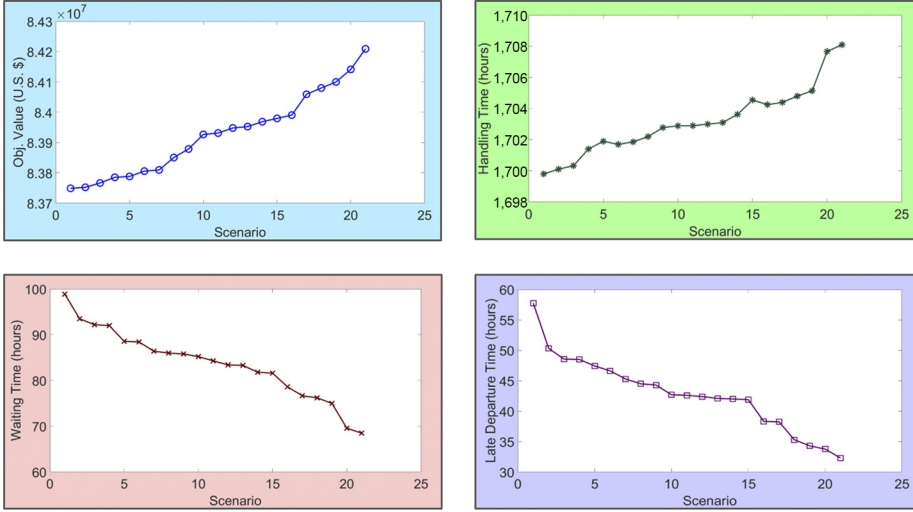 ×10⁷
8.43
8.42
8.41
8.4
8.39
8.38
8.37
Obj. Value (U.S. $)
0 5 10 15 20 25
Scenario
1,710
1,708
1,706
1,704
1,702
1,700
1,698
Handling Time (hours)
0 5 10 15 20 25
Scenario
100
90
80
70
60
Waiting Time (hours)
0 5 10 15 20 25
Scenario
60
55
50
45
40
35
30
Late Departure Time (hours)
0 5 10 15 20 25
Scenario